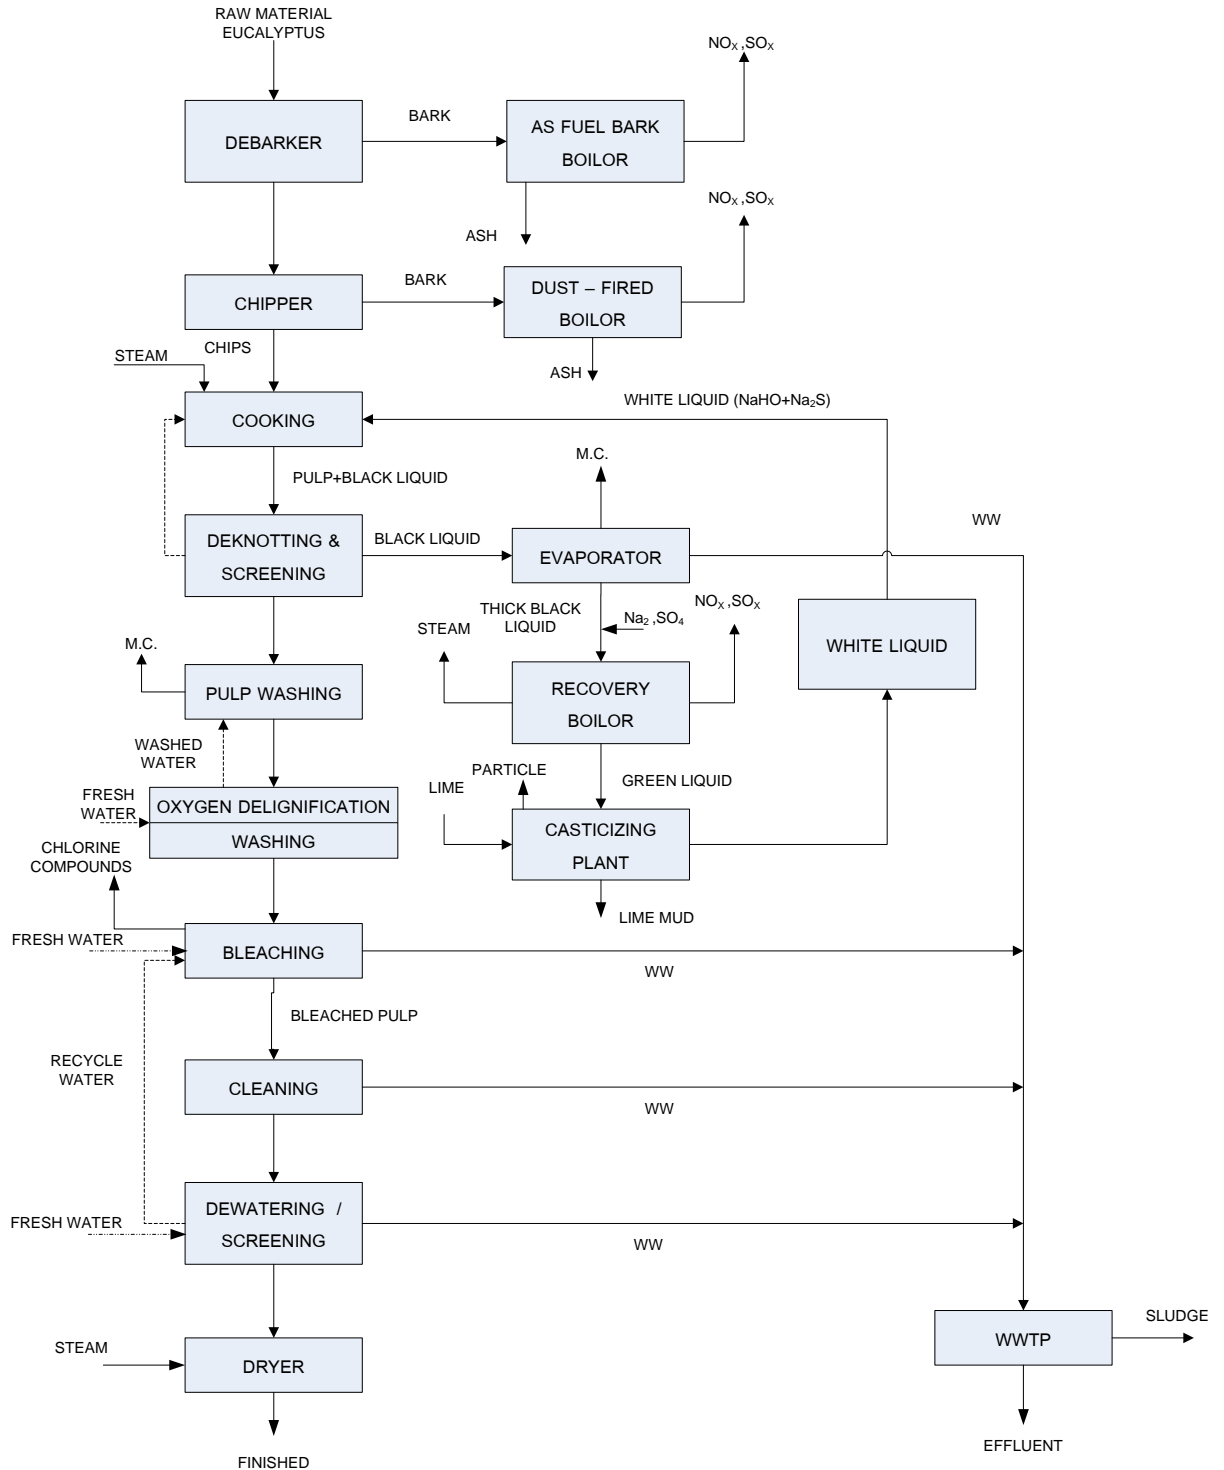 RAW MATERIAL
EUCALYPTUS
NOX ,SOX
DEBARKER
BARK
AS FUEL BARK
BOILOR
ASH
NOX ,SOX
CHIPPER
BARK
DUST – FIRED
BOILOR
ASH
CHIPS
STEAM
COOKING
WHITE LIQUID (NaHO+Na2S)
PULP+BLACK LIQUID
M.C.
WW
DEKNOTTING &
SCREENING
BLACK LIQUID
EVAPORATOR
THICK BLACK
LIQUID
Na2 ,SO4
NOX ,SOX
STEAM
WHITE LIQUID
M.C.
PULP WASHING
RECOVERY
BOILOR
WASHED
WATER
GREEN LIQUID
PARTICLE
LIME
FRESH
WATER
OXYGEN DELIGNIFICATION
WASHING
CASTICIZING
PLANT
CHLORINE
COMPOUNDS
LIME MUD
FRESH WATER
BLEACHING
WW
BLEACHED PULP
RECYCLE
WATER
CLEANING
WW
DEWATERING /
SCREENING
FRESH WATER
WW
STEAM
DRYER
WWTP
SLUDGE
EFFLUENT
FINISHED